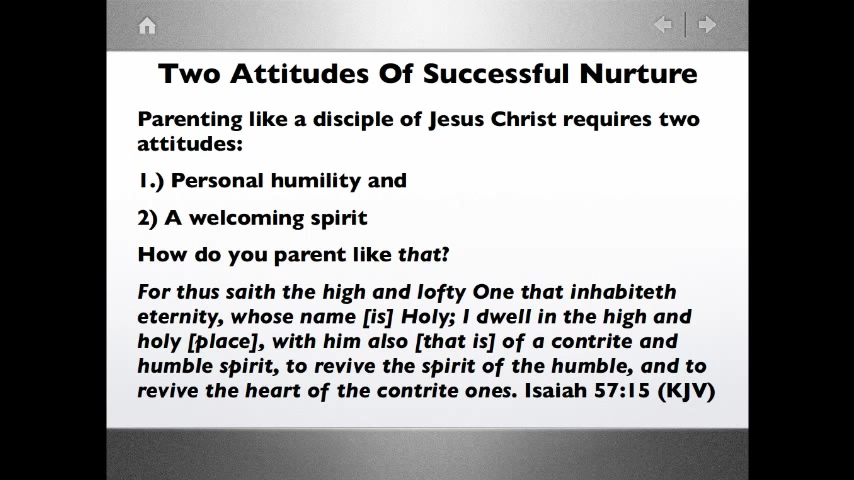 Two Attitudes Of Successful Nurture
Parenting like a disciple of Jesus Christ requires two
attitudes:
1.) Personal humility and
2) A welcoming spirit
How do you parent like that?
For thus saith the high and lofty One that inhabiteth
eternity, whose name [is] Holy; I dwell in the high and
holy [place], with him also [that is] of a contrite and
humble spirit, to revive the spirit of the humble, and to
revive the heart of the contrite ones. Isaiah 57:15 (KJV)